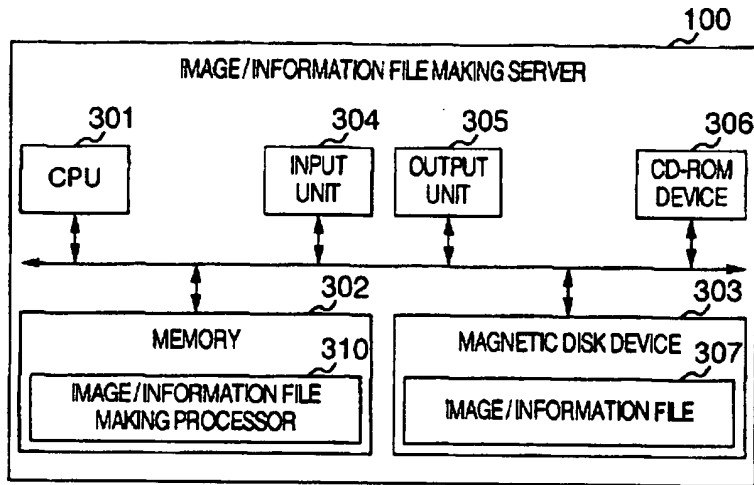 100
IMAGE/INFORMATION FILE MAKING SERVER
301
304
305
306
CPU
INPUT
UNIT
OUTPUT
UNIT
CD-ROM
DEVICE
302
303
MEMORY
MAGNETIC DISK DEVICE
310
307
IMAGE/INFORMATION FILE
MAKING PROCESSOR
IMAGE/INFORMATION FILE